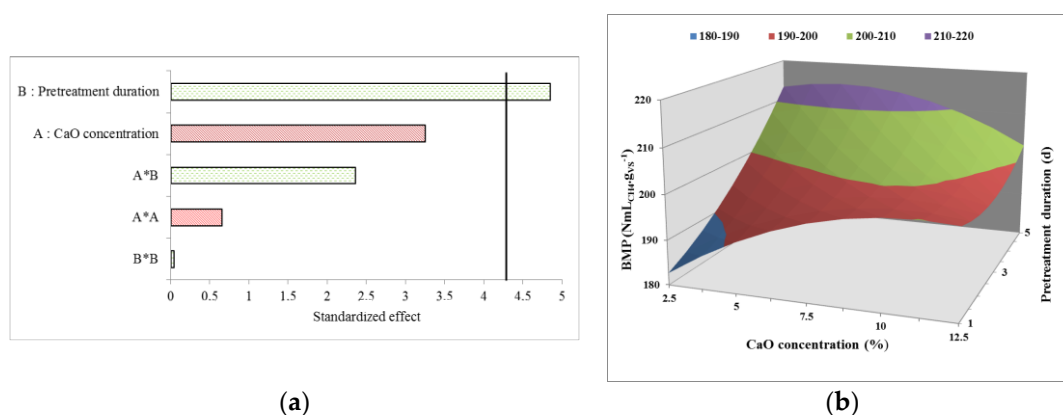 B : Pretreatment duration
A : CaO concentration
A*B
A*A
B*B
0 0.5 1 1.5 2 2.5 3 3.5 4 4.5 5
Standardized effect
(a)
180-190 190-200 200-210 210-220
220
210
200
190
180
BMP (NmL_CH4·g_VS⁻¹)
2.5 5 7.5 10 12.5
CaO concentration (%)
1 3 5
Pretreatment duration (d)
(b)